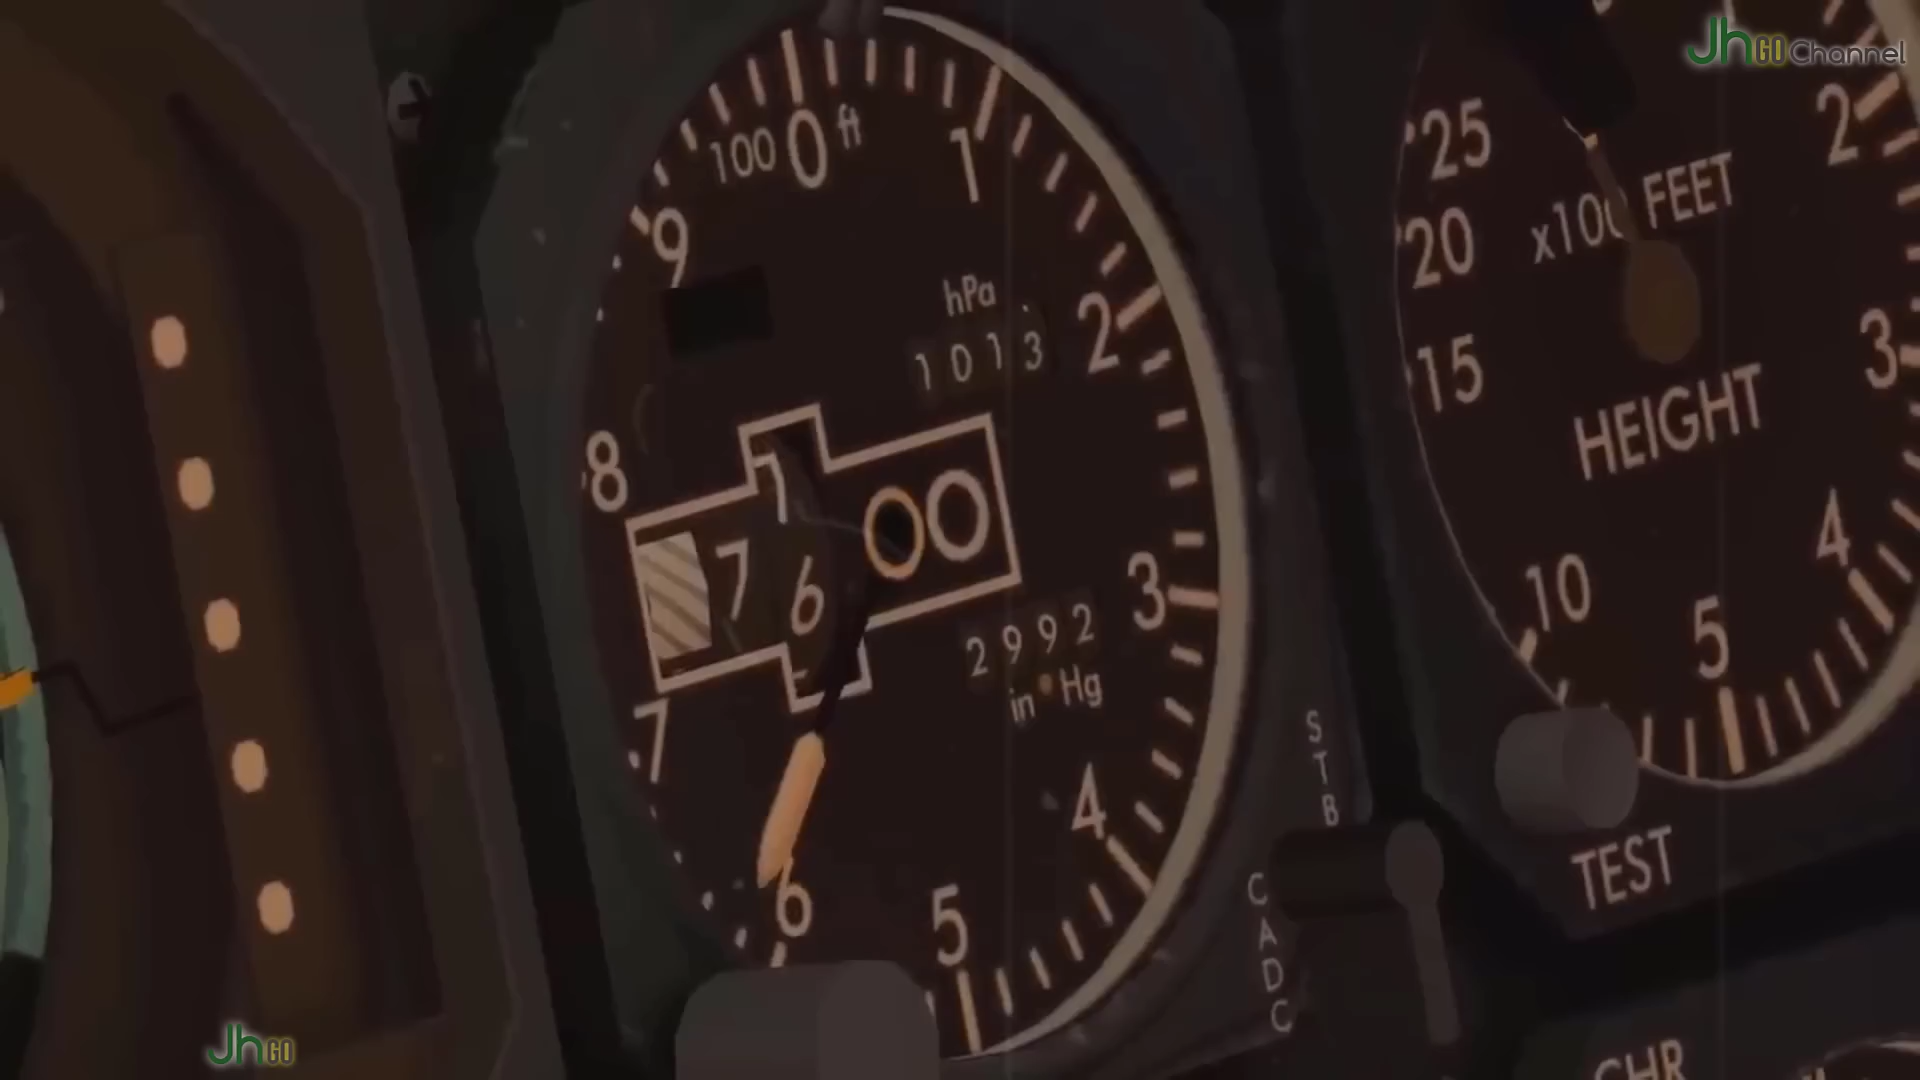 JhGO Channel
100 0 ft
1
2
3
4
5
6
7
8
9
hPa
1013
1
7 6 00
2992
in Hg
STB
CADC
25
20
15
10
x100 FEET
HEIGHT
2
3
4
5
TEST
CHR
JhGO